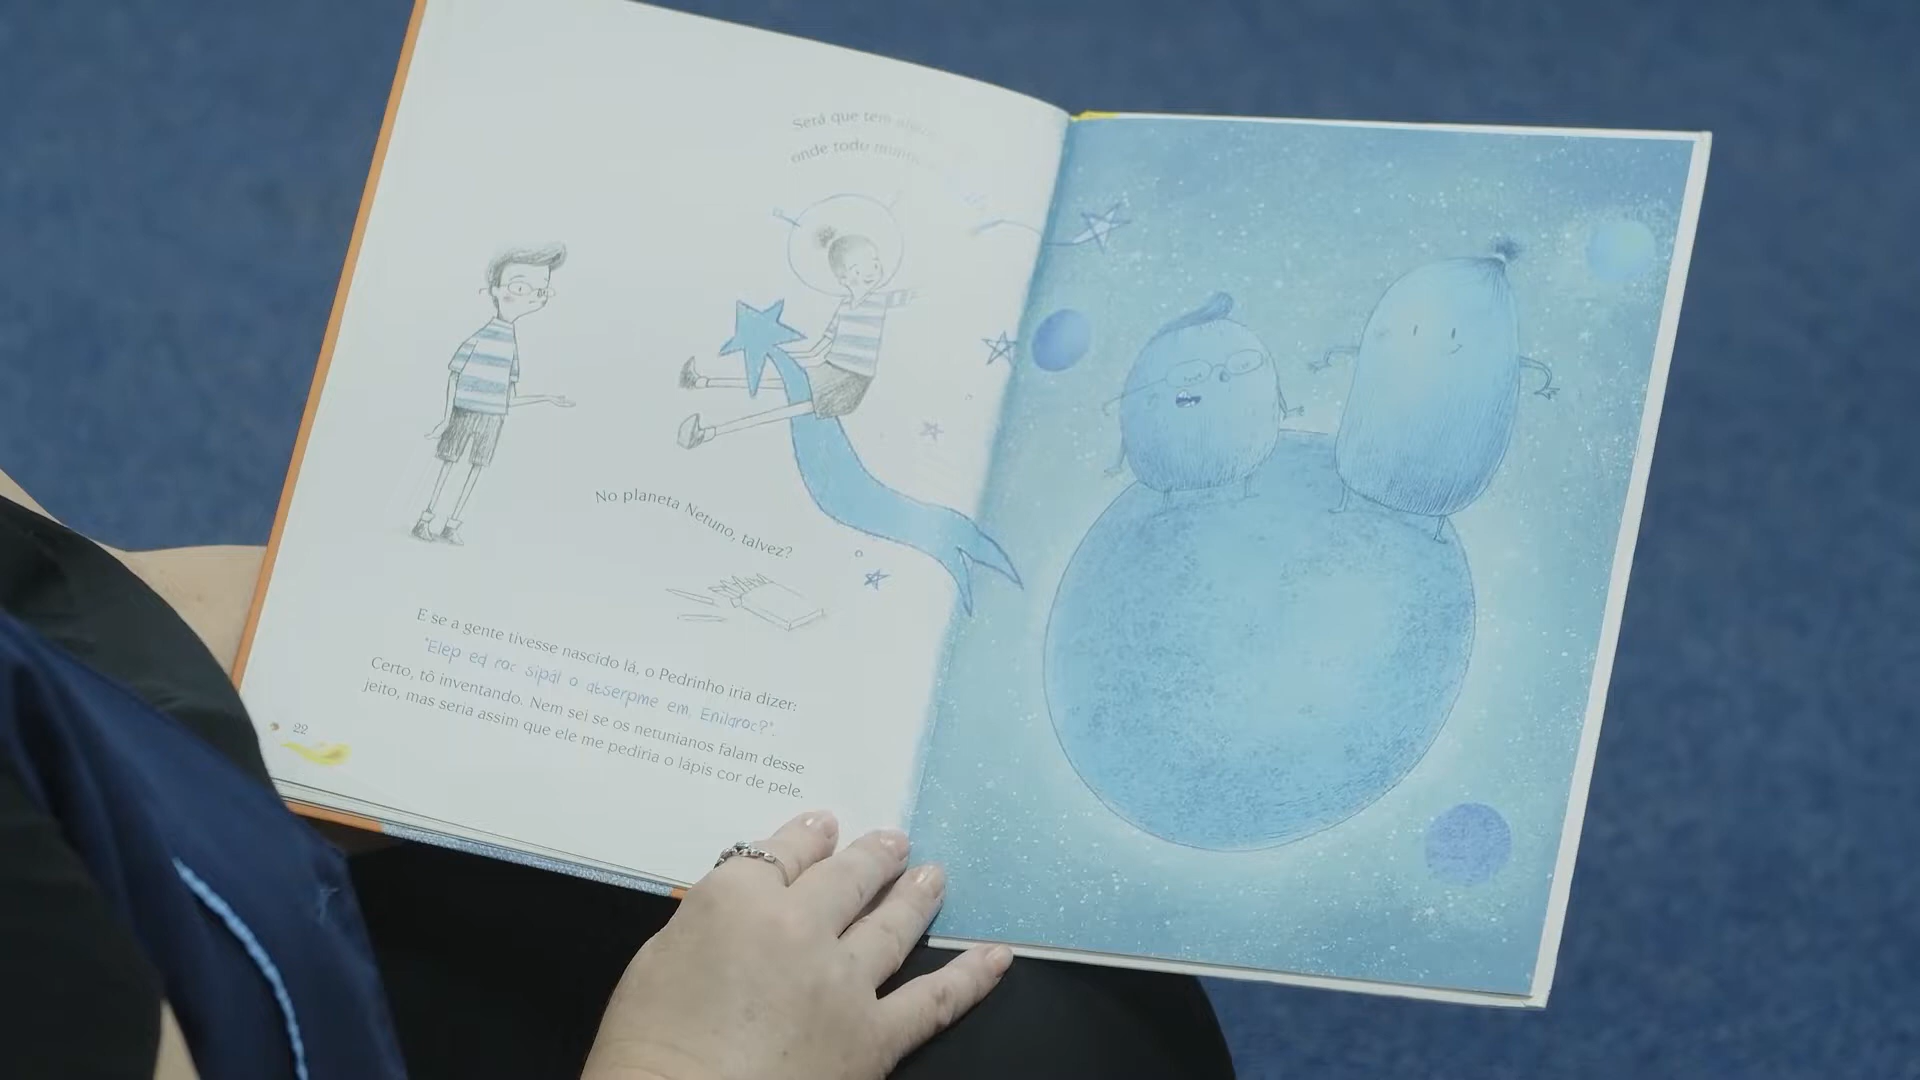 Será que tem
onde todo
No planeta Netuno, talvez?
E se a gente tivesse nascido lá, o Pedrinho iria dizer:
"Elep ed roc sipál o atserpme em, Enilaroc?".
Certo, tô inventando. Nem sei se os netunianos falam desse
jeito, mas seria assim que ele me pediria o lápis cor de pele.
22